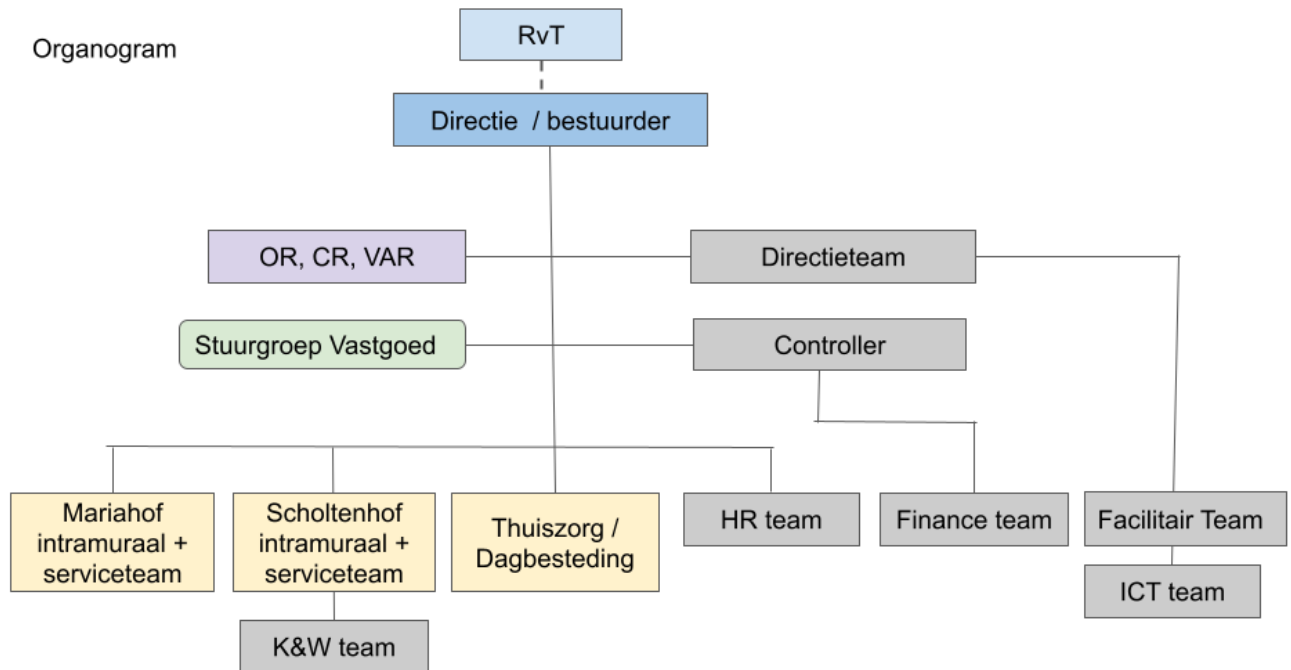 Organogram
RvT
Directie / bestuurder
OR, CR, VAR
Directieteam
Stuurgroep Vastgoed
Controller
Mariahof
intramuraal +
serviceteam
Scholtenhof
intramuraal +
serviceteam
Thuiszorg /
Dagbesteding
HR team
Finance team
Facilitair Team
ICT team
K&W team